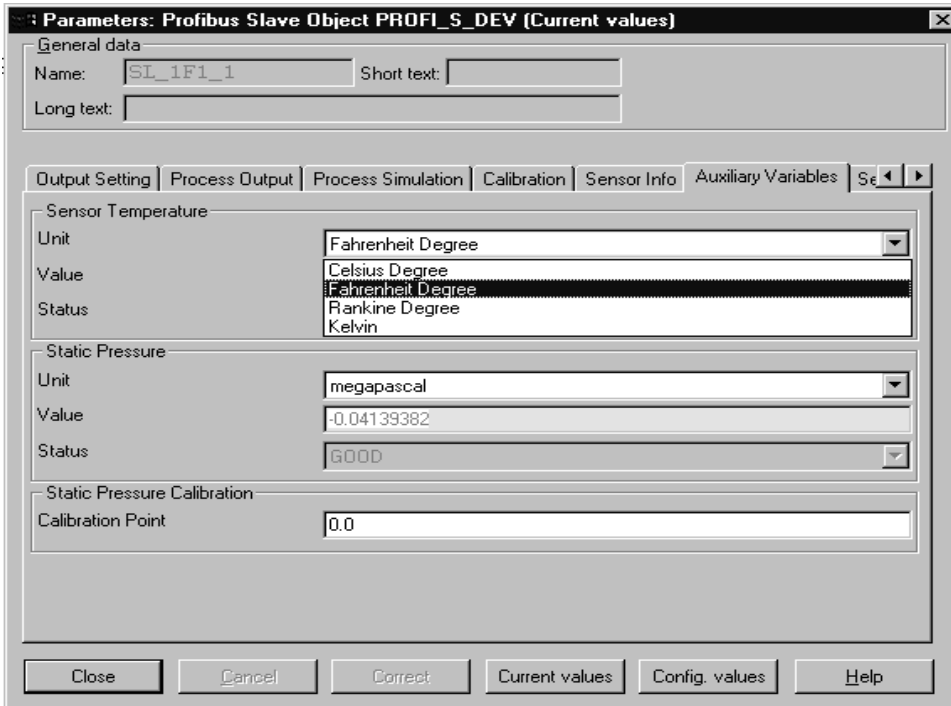 Parameters: Profibus Slave Object PROFI_S_DEV (Current values)
General data
Name: SL_1F1_1 Short text:
Long text:
Output Setting Process Output Process Simulation Calibration Sensor Info Auxiliary Variables Se
Sensor Temperature
Unit Fahrenheit Degree
Value Celsius Degree
Fahrenheit Degree
Status Rankine Degree
Kelvin
Static Pressure
Unit megapascal
Value -0.04139382
Status GOOD
Static Pressure Calibration
Calibration Point 0.0
Close Cancel Correct Current values Config. values Help